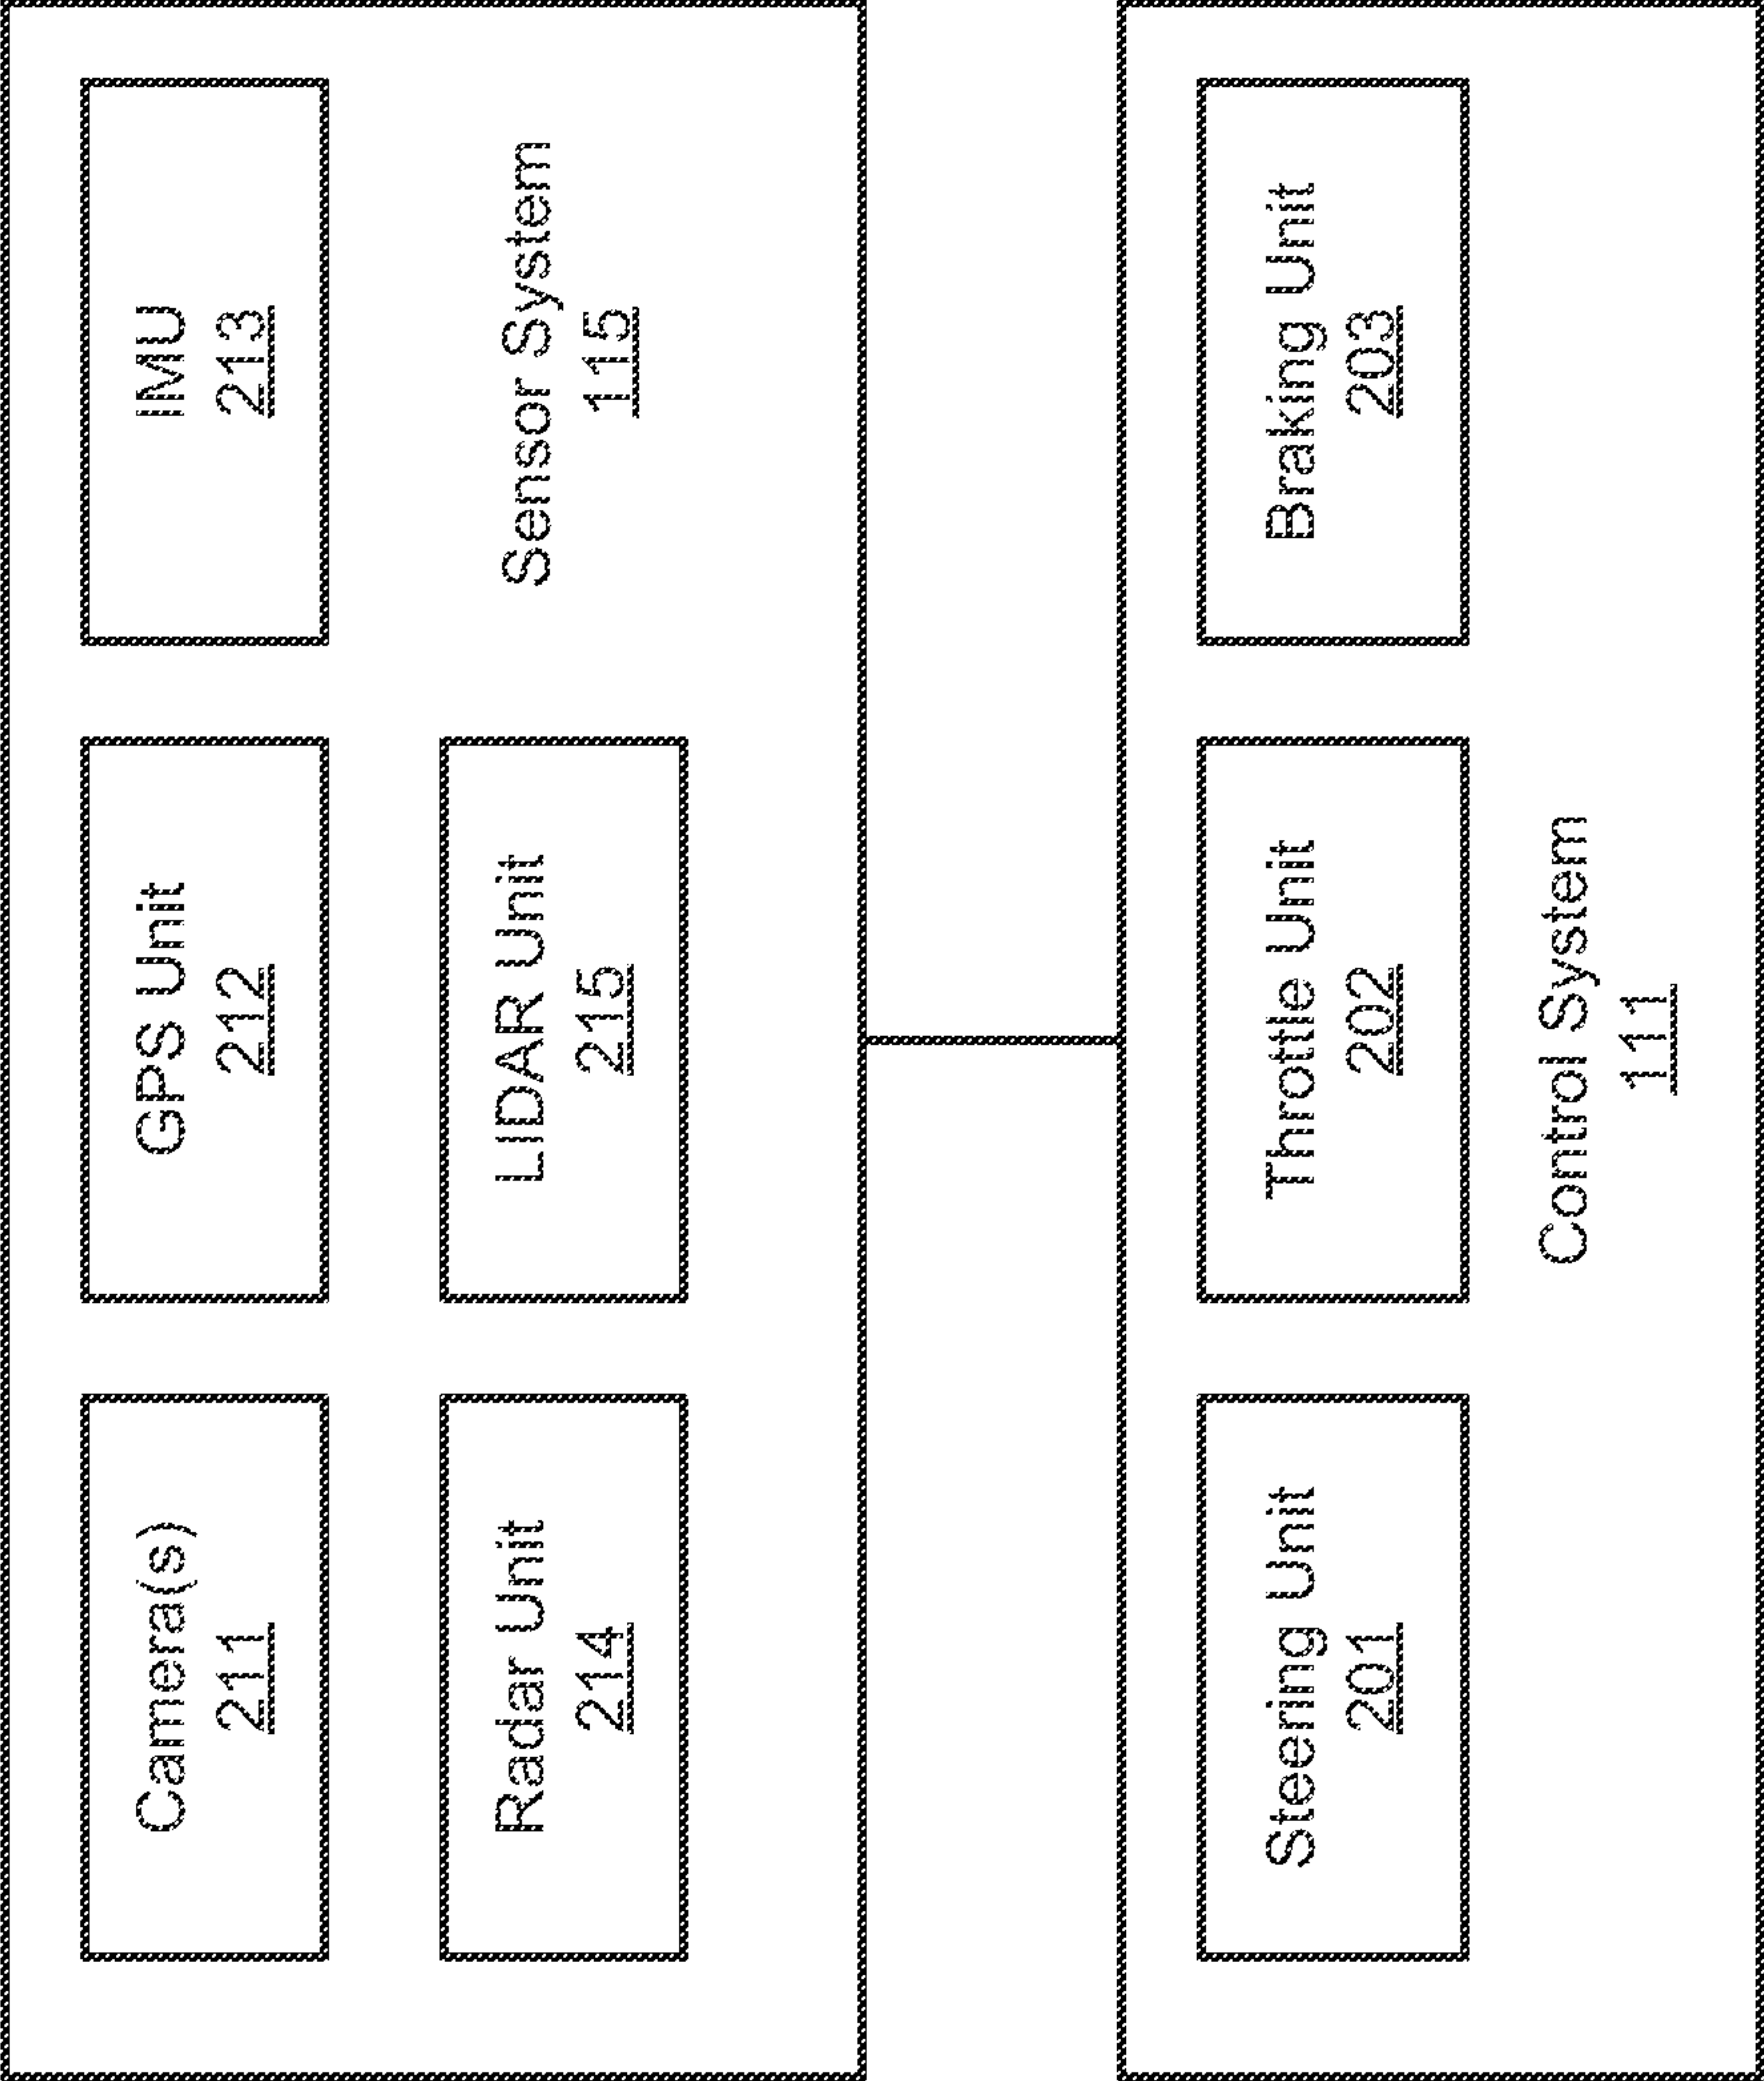 Camera(s)
211
GPS Unit
212
IMU
213
Radar Unit
214
LIDAR Unit
215
Sensor System
115
Steering Unit
201
Throttle Unit
202
Braking Unit
203
Control System
111